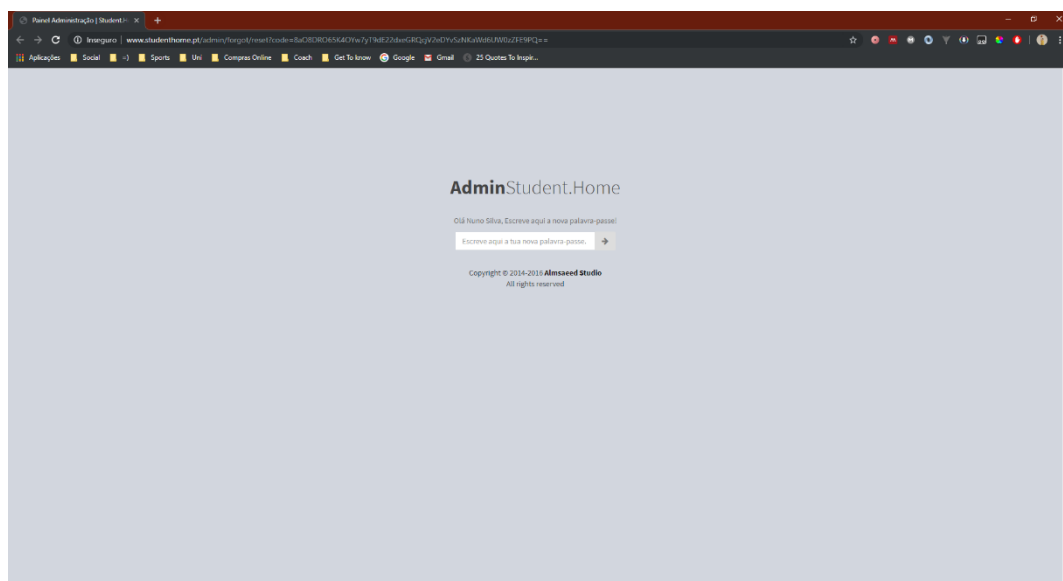 Painel Administração | Student.H
Inseguro | www.studenthome.pt/admin/forgot/reset?code=
Aplicações Social =) Sports Uni Compras Online Coach Get To know Google Gmail 25 Quotes To Inspir...
AdminStudent.Home
Olá Nuno Silva, Escreve aqui a nova palavra-passe!
Escreve aqui a tua nova palavra-passe.
Copyright © 2014-2016 Almsaeed Studio
All rights reserved